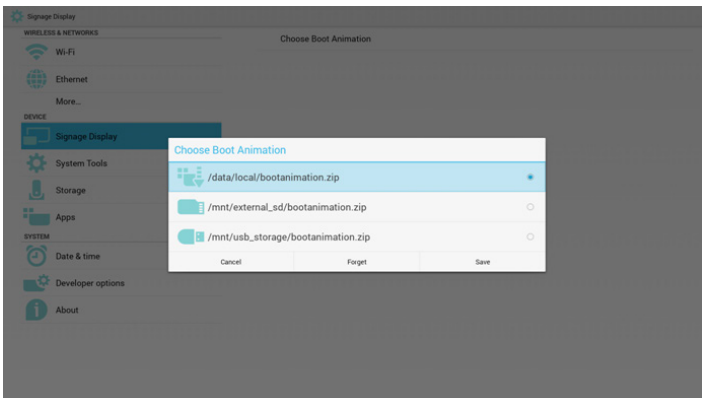 Signage Display
WIRELESS & NETWORKS
Wi-Fi
Ethernet
More...
DEVICE
Signage Display
System Tools
Storage
Apps
SYSTEM
Date & time
Developer options
About
Choose Boot Animation
Choose Boot Animation
/data/local/bootanimation.zip
/mnt/external_sd/bootanimation.zip
/mnt/usb_storage/bootanimation.zip
Cancel Forget Save